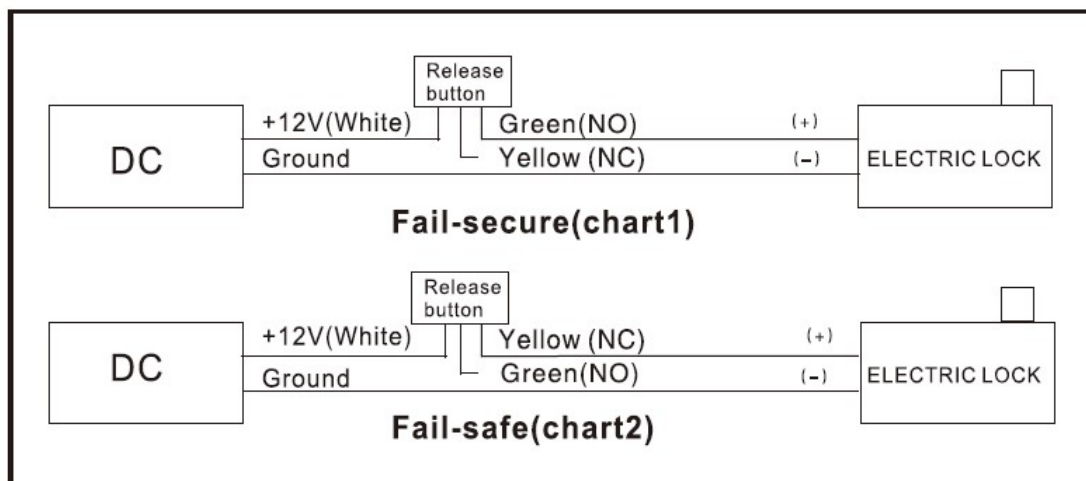 Release
button
+12V(White)
Green(NO)
(+)
DC
Ground
Yellow (NC)
(-)
ELECTRIC LOCK
Fail-secure(chart1)
Release
button
+12V(White)
Yellow (NC)
(+)
DC
Ground
Green(NO)
(-)
ELECTRIC LOCK
Fail-safe(chart2)